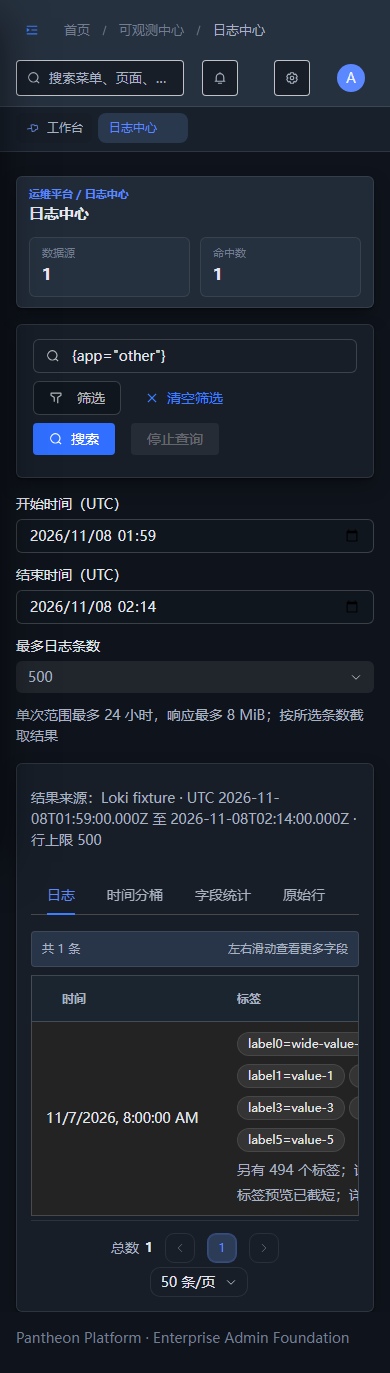 首页 / 可观测中心 / 日志中心
搜索菜单、页面、...
A
工作台 日志中心
运维平台 / 日志中心
日志中心
数据源 命中数
1 1
{app="other"}
筛选 清空筛选
搜索 停止查询
开始时间（UTC）
2026/11/08 01:59
结束时间（UTC）
2026/11/08 02:14
最多日志条数
500
单次范围最多 24 小时，响应最多 8 MiB；按所选条数截
取结果
结果来源：Loki fixture · UTC 2026-11-
08T01:59:00.000Z 至 2026-11-08T02:14:00.000Z ·
行上限 500
日志 时间分桶 字段统计 原始行
共 1 条 左右滑动查看更多字段
时间 标签
label0=wide-value-
label1=value-1
11/7/2026, 8:00:00 AM
label3=value-3
label5=value-5
另有 494 个标签；
标签预览已截短；
总数 1 1
50 条/页
Pantheon Platform · Enterprise Admin Foundation